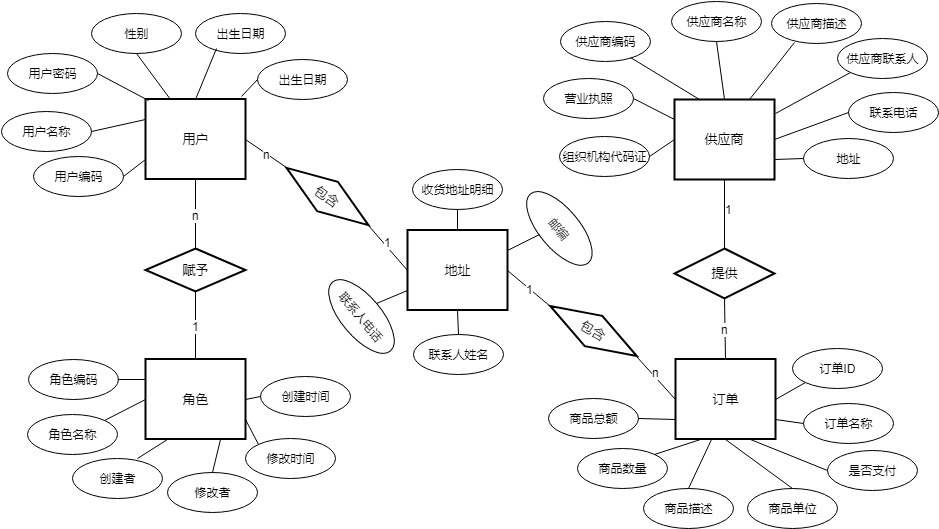 性别
出生日期
用户密码
出生日期
用户名称
用户
用户编码
n
包含
1
n
赋予
1
角色编码
角色
创建时间
角色名称
修改时间
创建者
修改者
收货地址明细
邮编
地址
联系人电话
联系人姓名
1
包含
n
供应商名称
供应商描述
供应商编码
供应商联系人
营业执照
联系电话
供应商
组织机构代码证
地址
1
提供
n
订单ID
订单
商品总额
订单名称
商品数量
是否支付
商品描述
商品单位